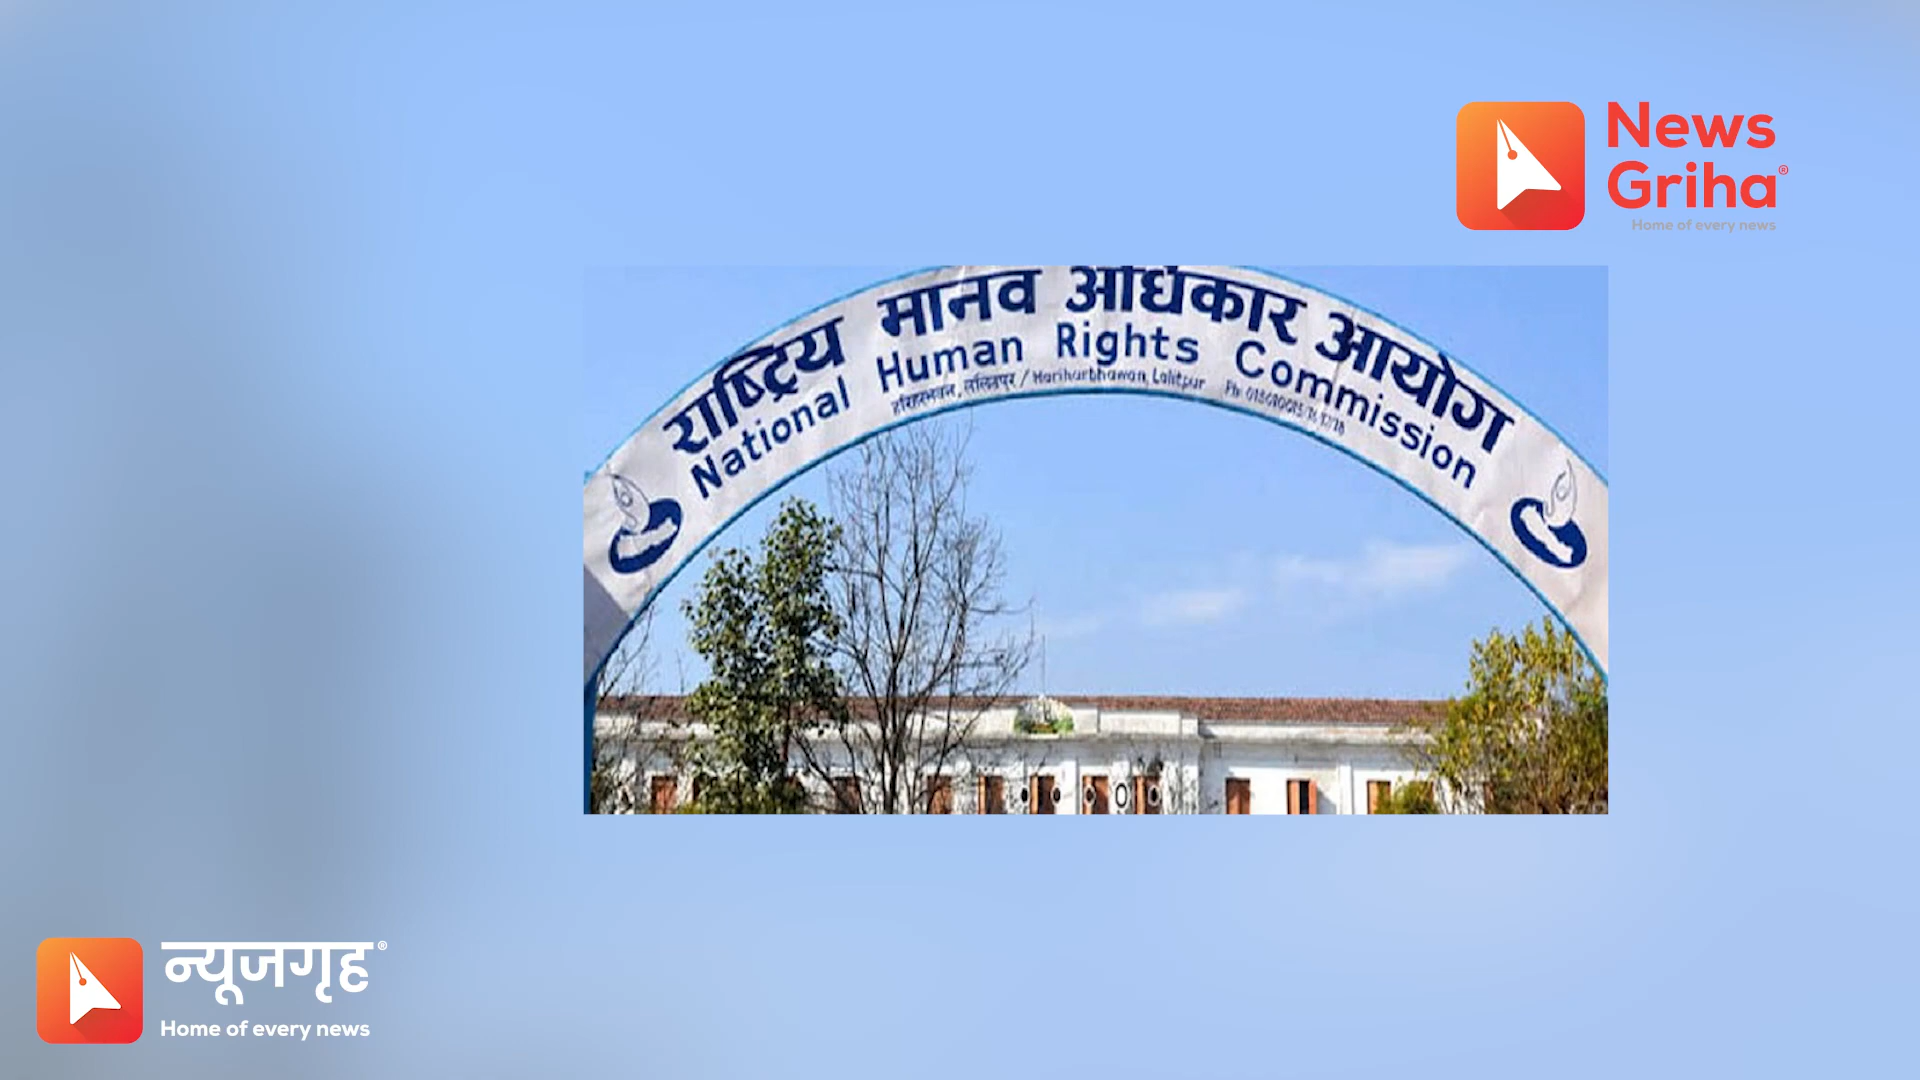 News
Griha®
Home of every news
राष्ट्रिय मानव अधिकार आयोग
National Human Rights Commission
हरिहरभवन, ललितपुर / Hariharbhawan, Lalitpur
न्यूजगृह®
Home of every news